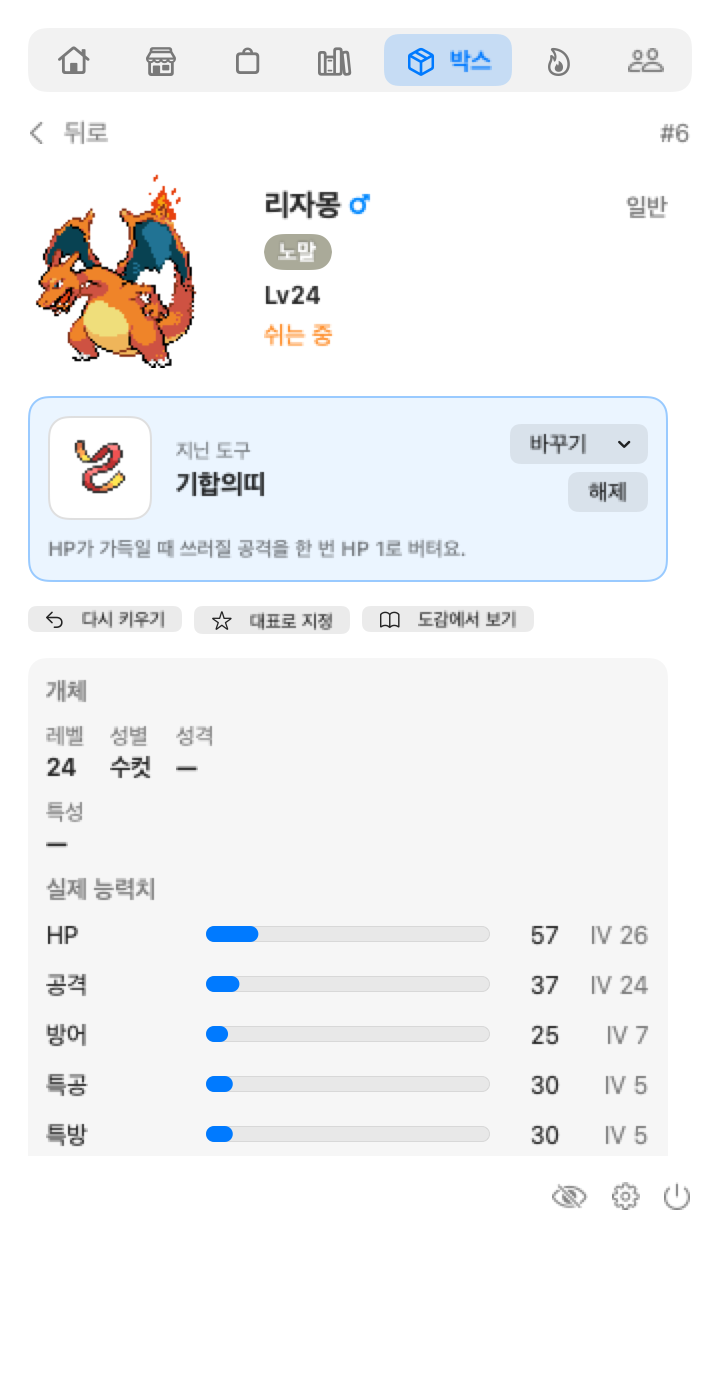 박스
뒤로
#6
리자몽 ♂
일반
노말
Lv24
쉬는 중
지닌 도구
기합의띠
바꾸기
해제
HP가 가득일 때 쓰러질 공격을 한 번 HP 1로 버텨요.
다시 키우기
대표로 지정
도감에서 보기
개체
레벨 성별 성격
24 수컷 —
특성
—
실제 능력치
HP 57 IV 26
공격 37 IV 24
방어 25 IV 7
특공 30 IV 5
특방 30 IV 5